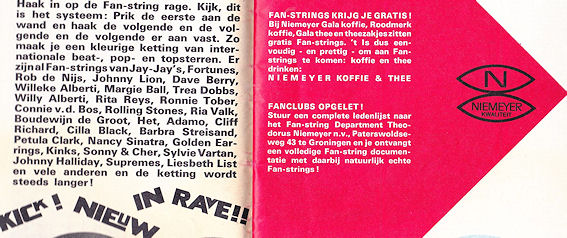 Haak in op de Fan-string rage. Kijk, dit
is het systeem: Prik de eerste aan de
wand en haak de volgende en de vol-
gende en de volgende er aan vast. Zo
maak je een kleurige ketting van inter-
nationale beat-, pop- en topsterren. Er
zijnal Fan-strings van Jay-Jay's, Fortunes,
Rob de Nijs, Johnny Lion, Dave Berry,
Willeke Alberti, Margie Ball, Trea Dobbs,
Willy Alberti, Rita Reys, Ronnie Tober,
Connie v.d. Bos, Rolling Stones, Ria Valk,
Boudewijn de Groot, Het, Adamo, Cliff
Richard, Cilla Black, Barbra Streisand,
Petula Clark, Nancy Sinatra, Golden Ear-
rings, Kinks, Sonny & Cher, Sylvie Vartan,
Johnny Halliday, Supremes, Liesbeth List
en vele anderen en de ketting wordt
steeds langer!
KICK! NIEUW
IN RAYE!!
FAN-STRINGS KRIJG JE GRATIS!
Bij Niemeyer Gala koffie, Roodmerk
koffie, Gala thee en theezakjes zitten
gratis Fan-strings. 't Is dus een-
voudig - en prettig - om aan Fan-
strings te komen: koffie en thee
drinken:
NIEMEYER KOFFIE & THEE
FANCLUBS OPGELET!
Stuur een complete ledenlijst naar
het Fan-string Department Theo-
dorus Niemeyer n.v., Paterswoldse-
weg 43 te Groningen en je ontvangt
een volledige Fan-string documen-
tatie met daarbij natuurlijk echte
Fan-strings!
N
NIEMEYER
KWALITEIT